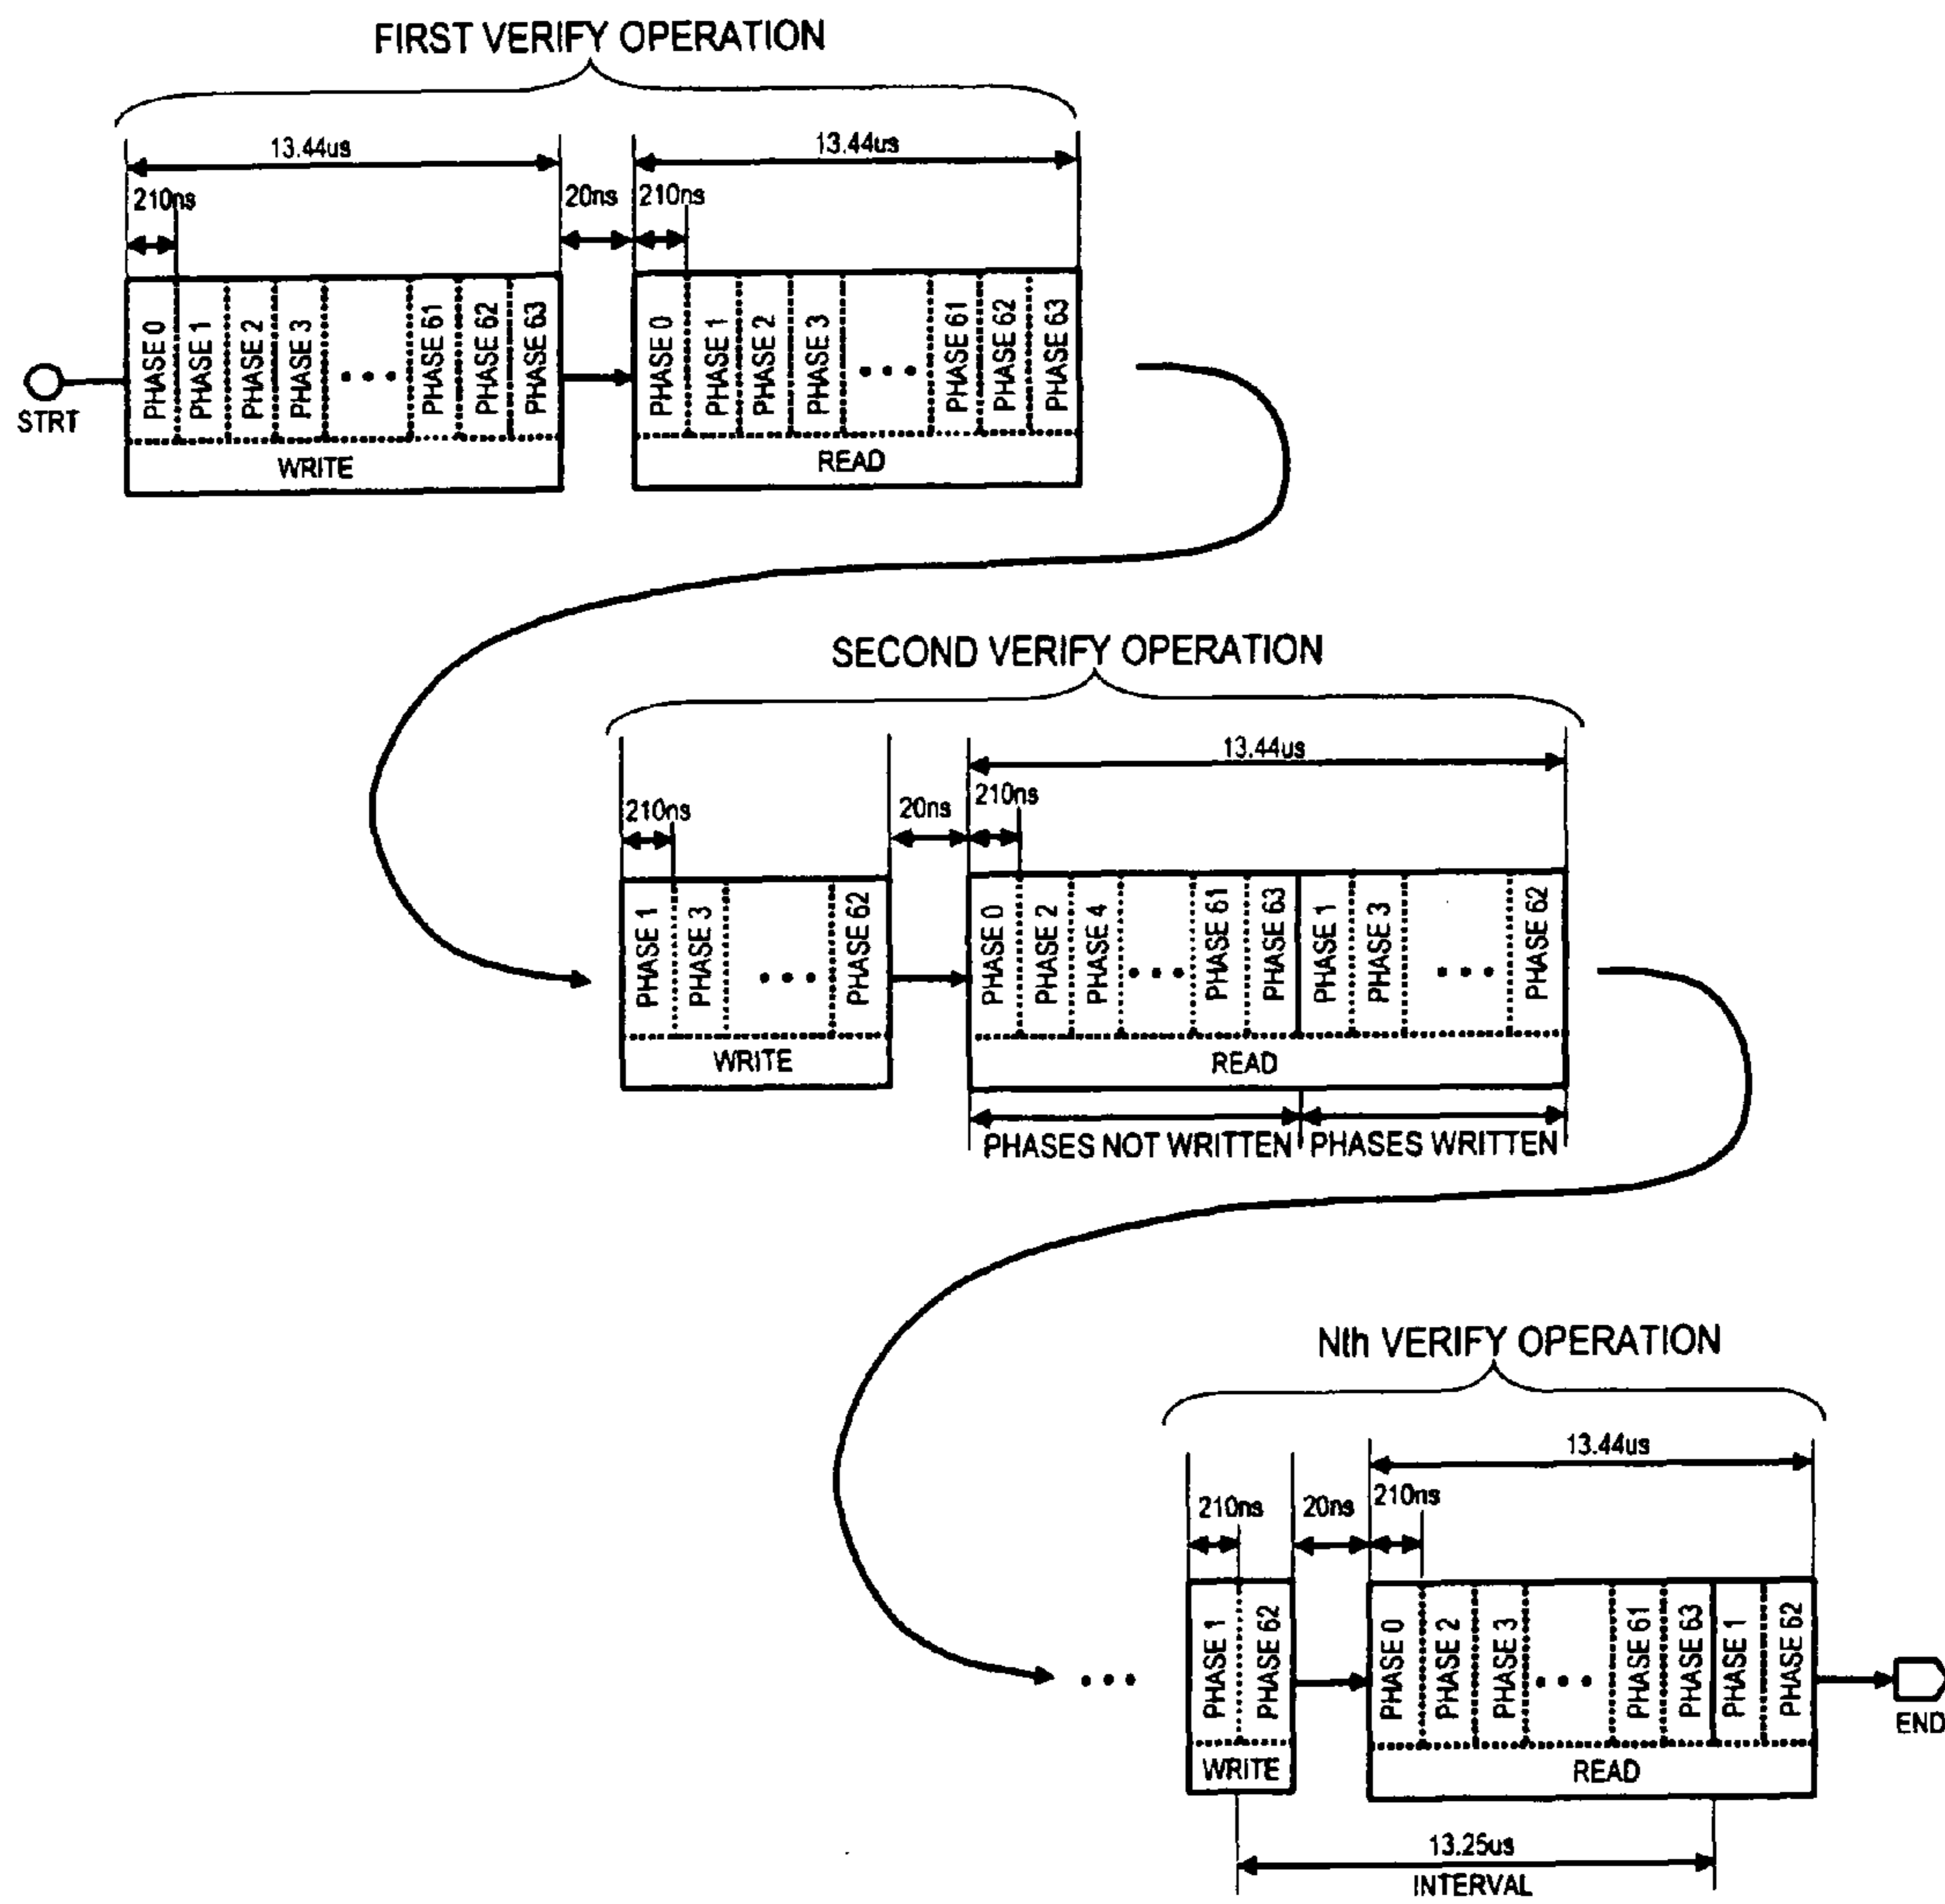 FIRST VERIFY OPERATION
13.44us
13.44us
210ns
20ns
210ns
PHASE 0
PHASE 1
PHASE 2
PHASE 3
...
PHASE 61
PHASE 62
PHASE 63
WRITE
PHASE 0
PHASE 1
PHASE 2
PHASE 3
...
PHASE 61
PHASE 62
PHASE 63
READ
STRT
SECOND VERIFY OPERATION
13.44us
210ns
20ns
210ns
PHASE 1
PHASE 3
...
PHASE 62
WRITE
PHASE 0
PHASE 2
PHASE 4
...
PHASE 61
PHASE 63
PHASE 1
PHASE 3
...
PHASE 62
READ
PHASES NOT WRITTEN
PHASES WRITTEN
Nth VERIFY OPERATION
13.44us
210ns
20ns
210ns
...
PHASE 1
PHASE 62
WRITE
PHASE 0
PHASE 2
PHASE 3
...
PHASE 61
PHASE 63
PHASE 1
PHASE 62
READ
END
13.25us
INTERVAL